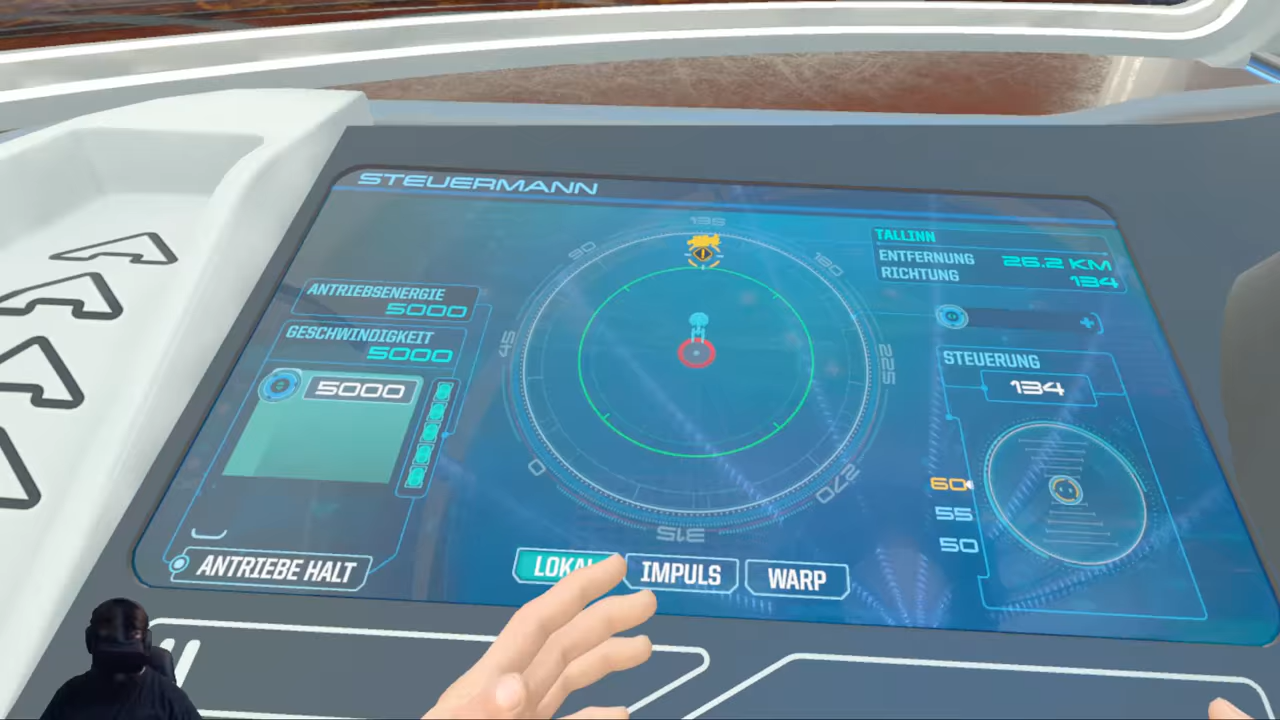 STEUERMANN
ANTRIEBSENERGIE
5000
GESCHWINDIGKEIT
5000
5000
ANTRIEBE HALT
135
90
180
45
225
0
270
315
LOKAL
IMPULS
WARP
TALLINN
ENTFERNUNG 26.2 KM
RICHTUNG 134
STEUERUNG
134
60
55
50